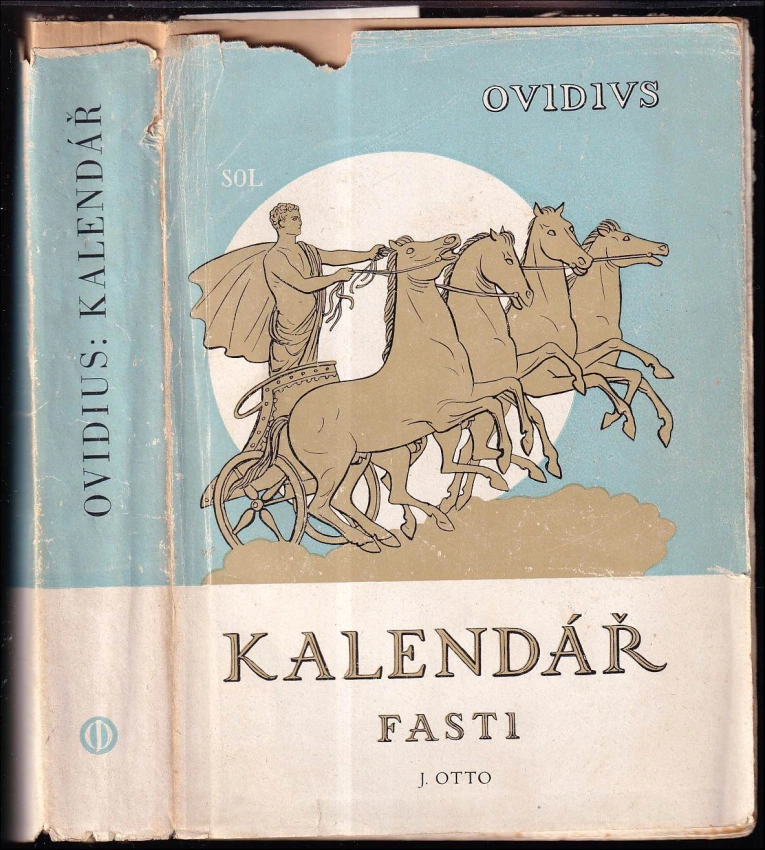 OVIDIUS: KALENDÁŘ
OVIDIVS
SOL
KALENDÁŘ
FASTI
J. OTTO